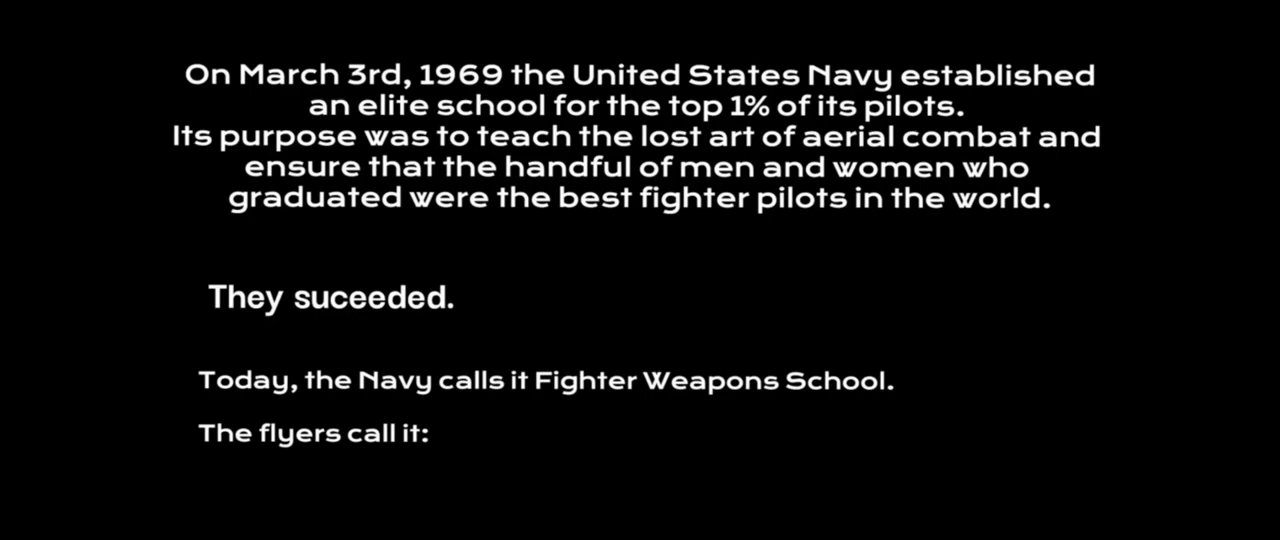 On March 3rd, 1969 the United States Navy established
an elite school for the top 1% of its pilots.
Its purpose was to teach the lost art of aerial combat and
ensure that the handful of men and women who
graduated were the best fighter pilots in the world.
They suceeded.
Today, the Navy calls it Fighter Weapons School.
The flyers call it: